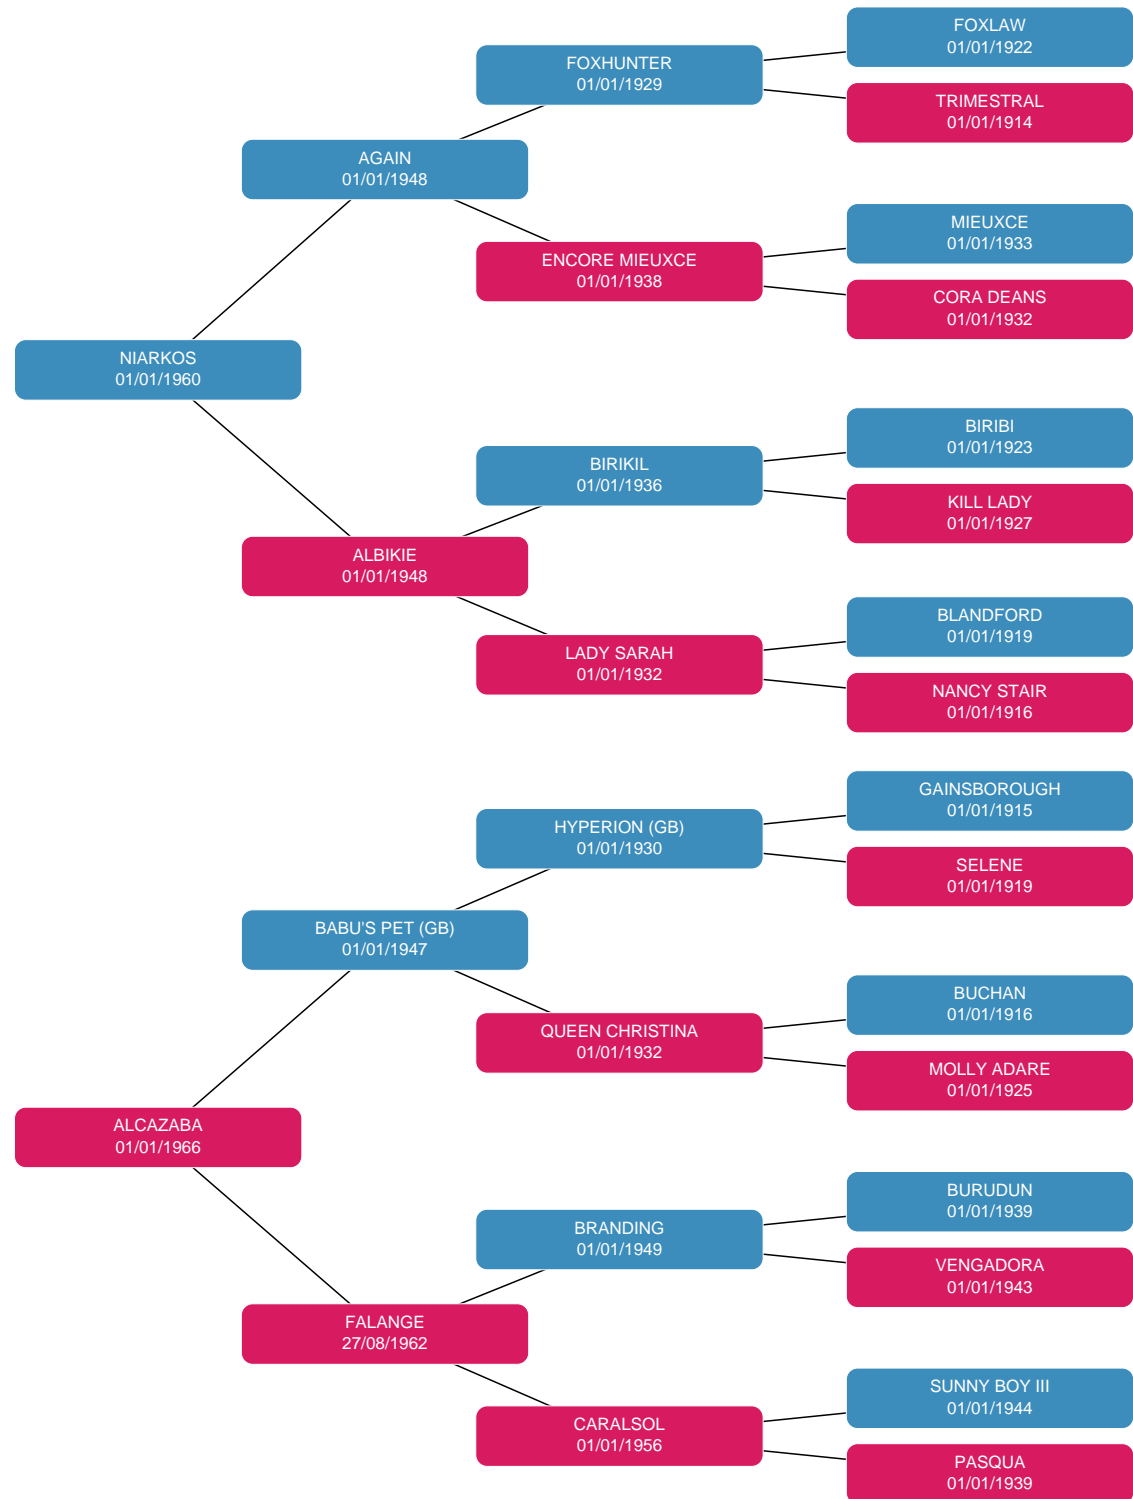 FOXLAW
01/01/1922
FOXHUNTER
01/01/1929
TRIMESTRAL
01/01/1914
AGAIN
01/01/1948
MIEUXCE
01/01/1933
ENCORE MIEUXCE
01/01/1938
CORA DEANS
01/01/1932
NIARKOS
01/01/1960
BIRIBI
01/01/1923
BIRIKIL
01/01/1936
KILL LADY
01/01/1927
ALBIKIE
01/01/1948
BLANDFORD
01/01/1919
LADY SARAH
01/01/1932
NANCY STAIR
01/01/1916
GAINSBOROUGH
01/01/1915
HYPERION (GB)
01/01/1930
SELENE
01/01/1919
BABU'S PET (GB)
01/01/1947
BUCHAN
01/01/1916
QUEEN CHRISTINA
01/01/1932
MOLLY ADARE
01/01/1925
ALCAZABA
01/01/1966
BURUDUN
01/01/1939
BRANDING
01/01/1949
VENGADORA
01/01/1943
FALANGE
27/08/1962
SUNNY BOY III
01/01/1944
CARALSOL
01/01/1956
PASQUA
01/01/1939